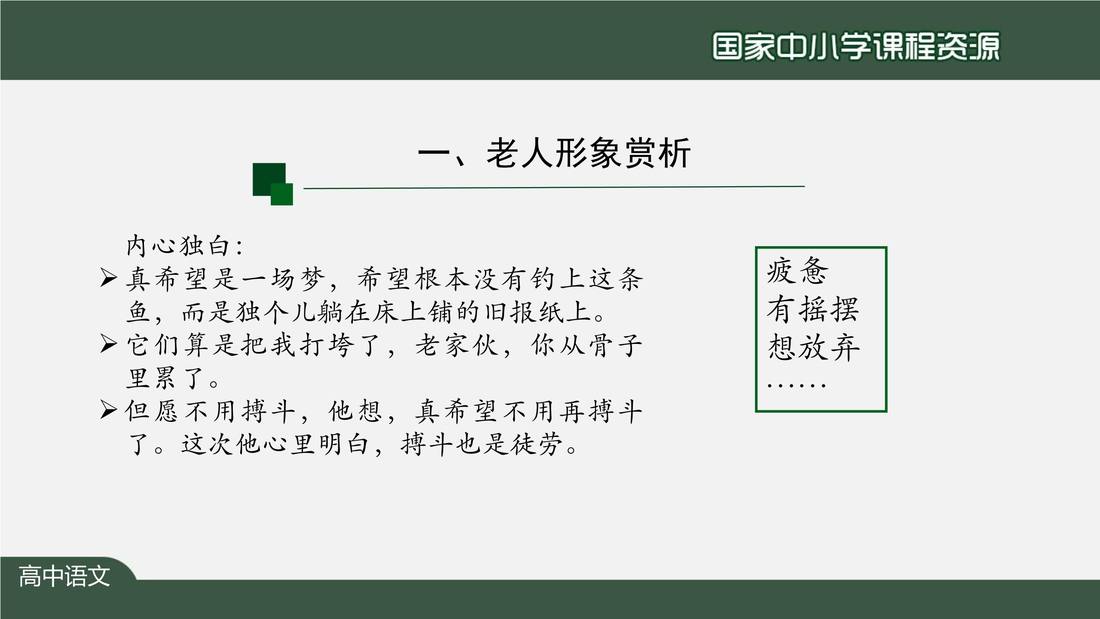 国家中小学课程资源
一、老人形象赏析
内心独白：
➢真希望是一场梦，希望根本没有钓上这条
鱼，而是独个儿躺在床上铺的旧报纸上。
➢它们算是把我打垮了，老家伙，你从骨子
里累了。
➢但愿不用搏斗，他想，真希望不用再搏斗
了。这次他心里明白，搏斗也是徒劳。
疲惫
有摇摆
想放弃
……
高中语文